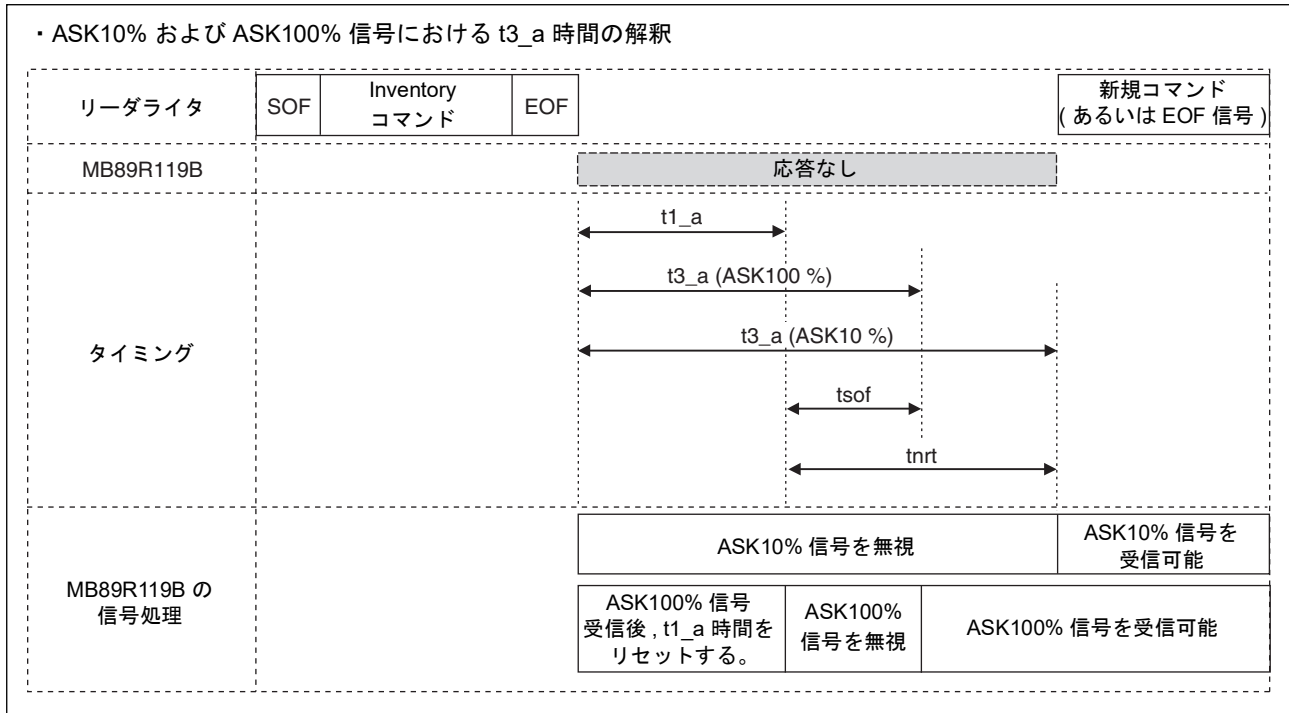 ・ASK10% および ASK100% 信号における t3_a 時間の解釈
リーダライタ
SOF
Inventory
コマンド
EOF
新規コマンド
( あるいは EOF 信号 )
MB89R119B
応答なし
タイミング
t1_a
t3_a (ASK100 %)
t3_a (ASK10 %)
tsof
tnrt
MB89R119B の
信号処理
ASK10% 信号を無視
ASK10% 信号を
受信可能
ASK100% 信号
受信後 , t1_a 時間を
リセットする。
ASK100%
信号を無視
ASK100% 信号を受信可能